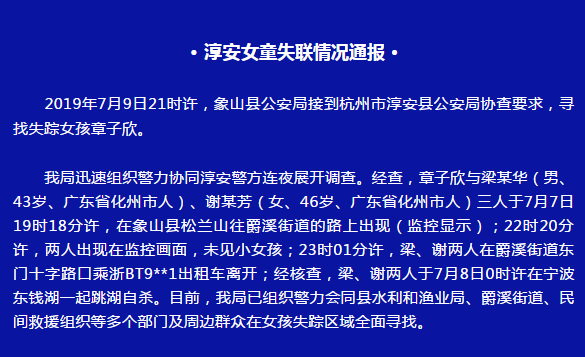 • 淳安女童失联情况通报 •
2019年7月9日21时许，象山县公安局接到杭州市淳安县公安局协查要求，寻
找失踪女孩章子欣。
我局迅速组织警力协同淳安警方连夜展开调查。经查，章子欣与梁某华（男、
43岁、广东省化州市人）、谢某芳（女、46岁、广东省化州市人）三人于7月7日
19时18分许，在象山县松兰山往爵溪街道的路上出现（监控显示）；22时20分
许，两人出现在监控画面，未见小女孩；23时01分许，梁、谢两人在爵溪街道东
门十字路口乘浙BT9**1出租车离开；经核查，梁、谢两人于7月8日0时许在宁波
东钱湖一起跳湖自杀。目前，我局已组织警力会同县水利和渔业局、爵溪街道、民
间救援组织等多个部门及周边群众在女孩失踪区域全面寻找。